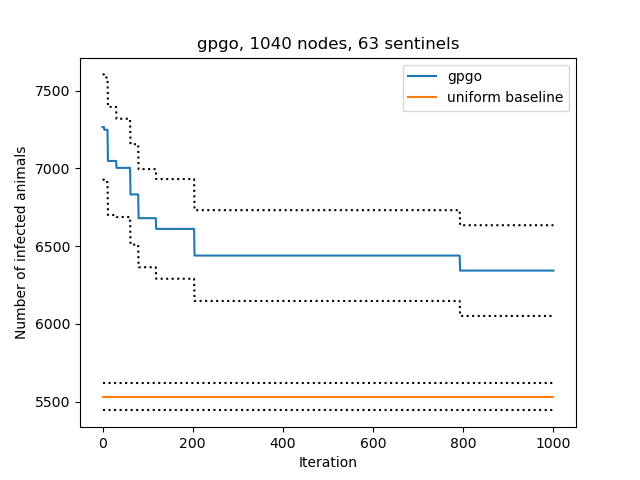 gpgo, 1040 nodes, 63 sentinels
gpgo
uniform baseline
7500
7000
6500
6000
5500
Number of infected animals
0 200 400 600 800 1000
Iteration